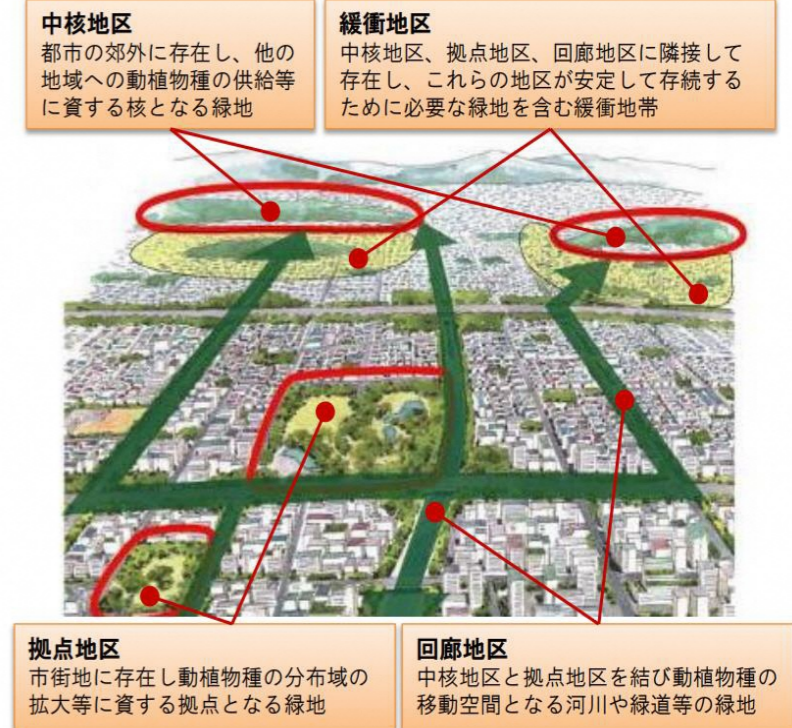 中核地区
都市の郊外に存在し、他の
地域への動植物種の供給等
に資する核となる緑地
緩衝地区
中核地区、拠点地区、回廊地区に隣接して
存在し、これらの地区が安定して存続する
ために必要な緑地を含む緩衝地帯
拠点地区
市街地に存在し動植物種の分布域の
拡大等に資する拠点となる緑地
回廊地区
中核地区と拠点地区を結び動植物種の
移動空間となる河川や緑道等の緑地